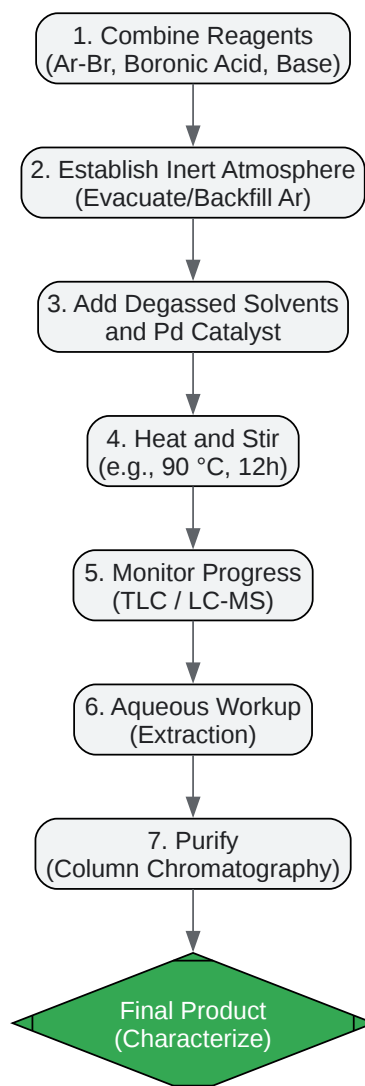 1. Combine Reagents
(Ar-Br, Boronic Acid, Base)
2. Establish Inert Atmosphere
(Evacuate/Backfill Ar)
3. Add Degassed Solvents
and Pd Catalyst
4. Heat and Stir
(e.g., 90 °C, 12h)
5. Monitor Progress
(TLC / LC-MS)
6. Aqueous Workup
(Extraction)
7. Purify
(Column Chromatography)
Final Product
(Characterize)